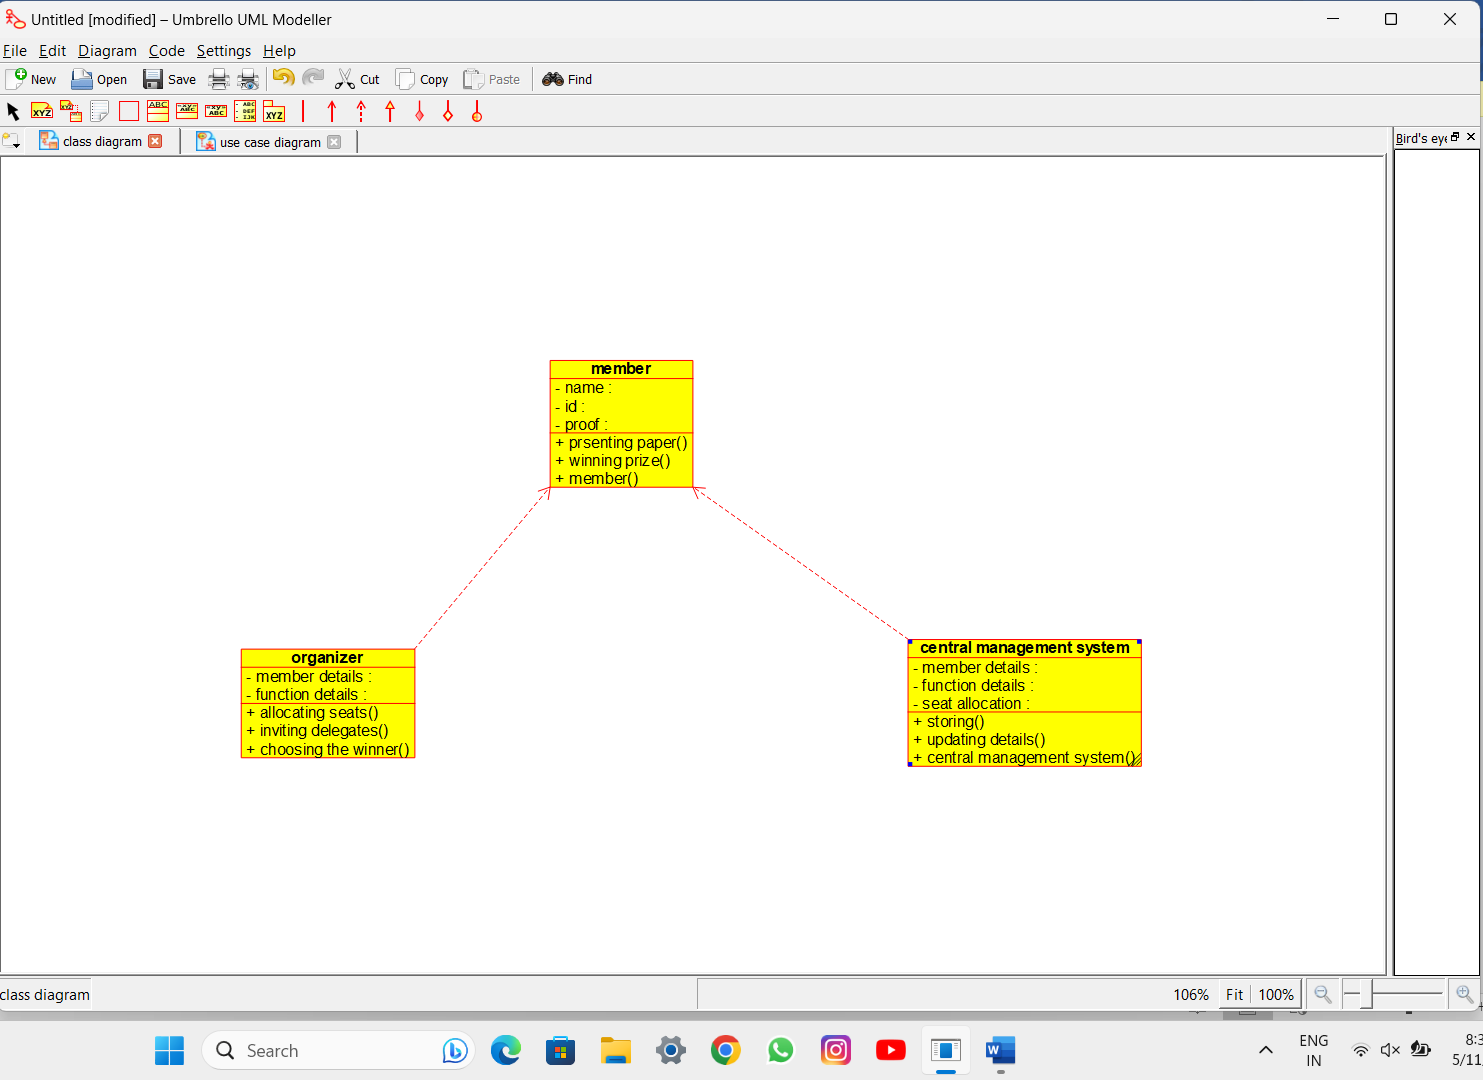 Untitled [modified] – Umbrello UML Modeller
File Edit Diagram Code Settings Help
New Open Save Cut Copy Paste Find
class diagram use case diagram
Bird's eye
member
- name :
- id :
- proof :
+ prsenting paper()
+ winning prize()
+ member()
organizer
- member details :
- function details :
+ allocating seats()
+ inviting delegates()
+ choosing the winner()
central management system
- member details :
- function details :
- seat allocation :
+ storing()
+ updating details()
+ central management system()
class diagram
106% Fit 100%
Search
ENG
IN
8:3
5/11